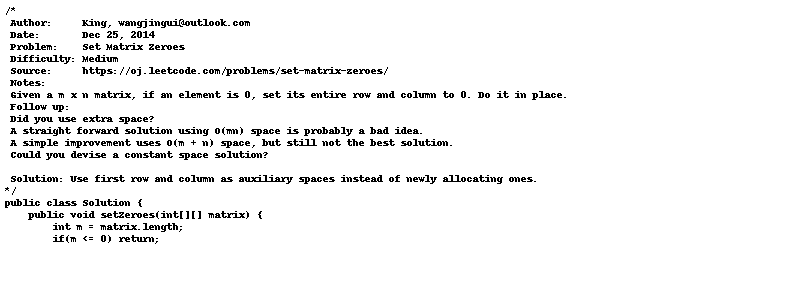 /*
 Author:     King, wangjingui@outlook.com
 Date:       Dec 25, 2014
 Problem:    Set Matrix Zeroes
 Difficulty: Medium
 Source:     https://oj.leetcode.com/problems/set-matrix-zeroes/
 Notes:
 Given a m x n matrix, if an element is 0, set its entire row and column to 0. Do it in place.
 Follow up:
 Did you use extra space?
 A straight forward solution using O(mn) space is probably a bad idea.
 A simple improvement uses O(m + n) space, but still not the best solution.
 Could you devise a constant space solution?

 Solution: Use first row and column as auxiliary spaces instead of newly allocating ones.
*/
public class Solution {
    public void setZeroes(int[][] matrix) {
        int m = matrix.length;
        if(m <= 0) return;